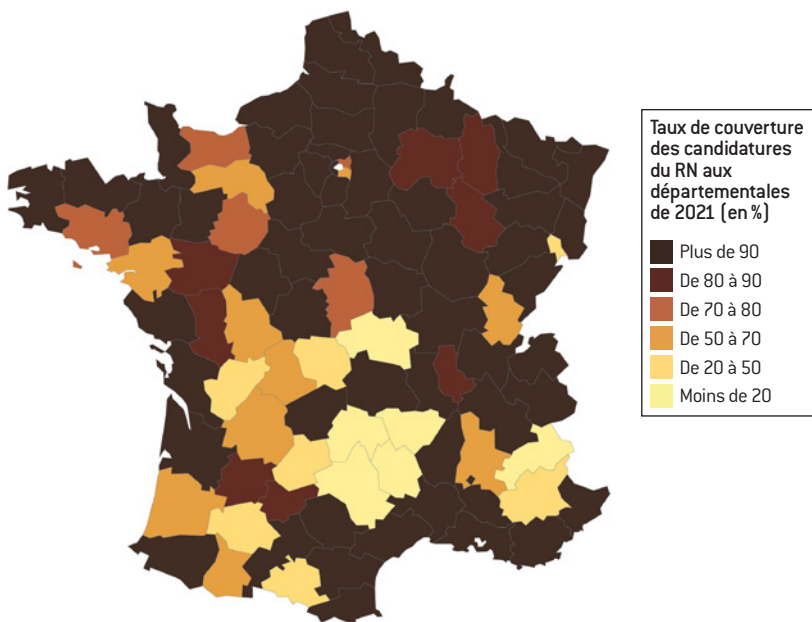 Taux de couverture
des candidatures
du RN aux
départementales
de 2021 (en %)
Plus de 90
De 80 à 90
De 70 à 80
De 50 à 70
De 20 à 50
Moins de 20